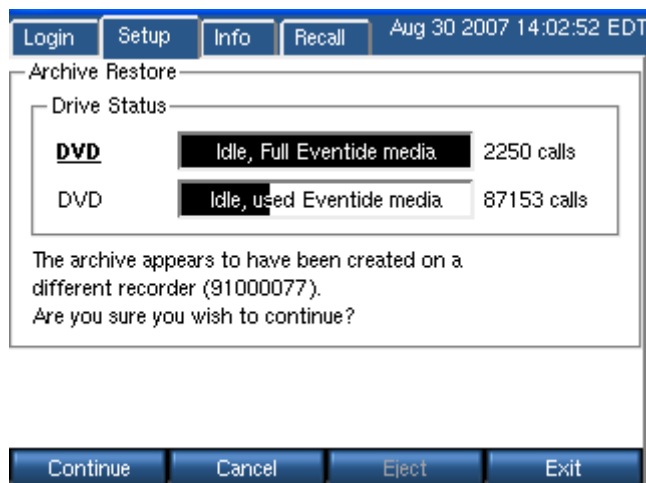 Login Setup Info Recall Aug 30 2007 14:02:52 EDT
Archive Restore
Drive Status
DVD Idle, Full Eventide media 2250 calls
DVD Idle, used Eventide media 87153 calls
The archive appears to have been created on a
different recorder (91000077).
Are you sure you wish to continue?
Continue Cancel Eject Exit